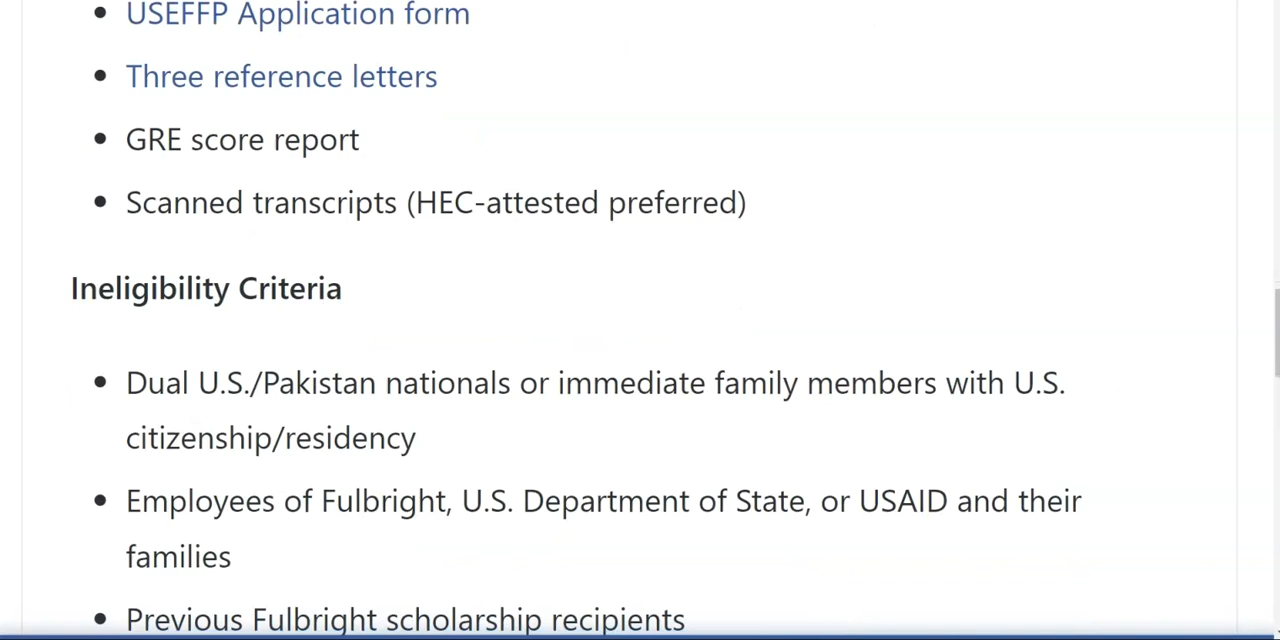 USEFFP Application form
Three reference letters
GRE score report
Scanned transcripts (HEC-attested preferred)
Ineligibility Criteria
Dual U.S./Pakistan nationals or immediate family members with U.S.
citizenship/residency
Employees of Fulbright, U.S. Department of State, or USAID and their
families
Previous Fulbright scholarship recipients